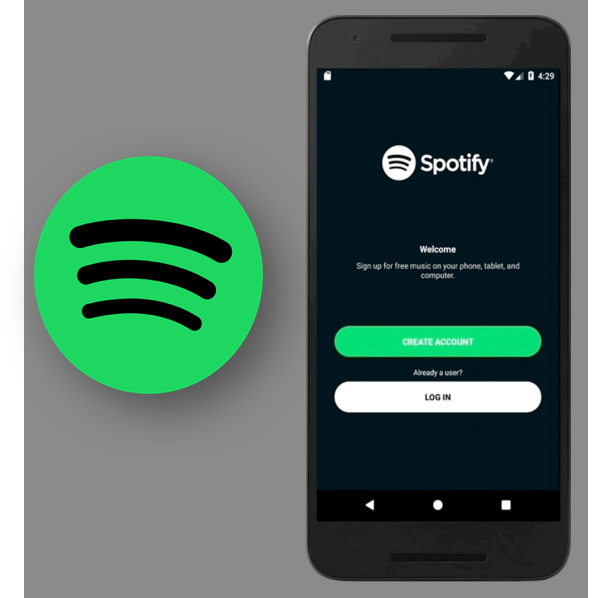 4:29
Spotify®
Welcome
Sign up for free music on your phone, tablet, and
computer.
CREATE ACCOUNT
Already a user?
LOG IN